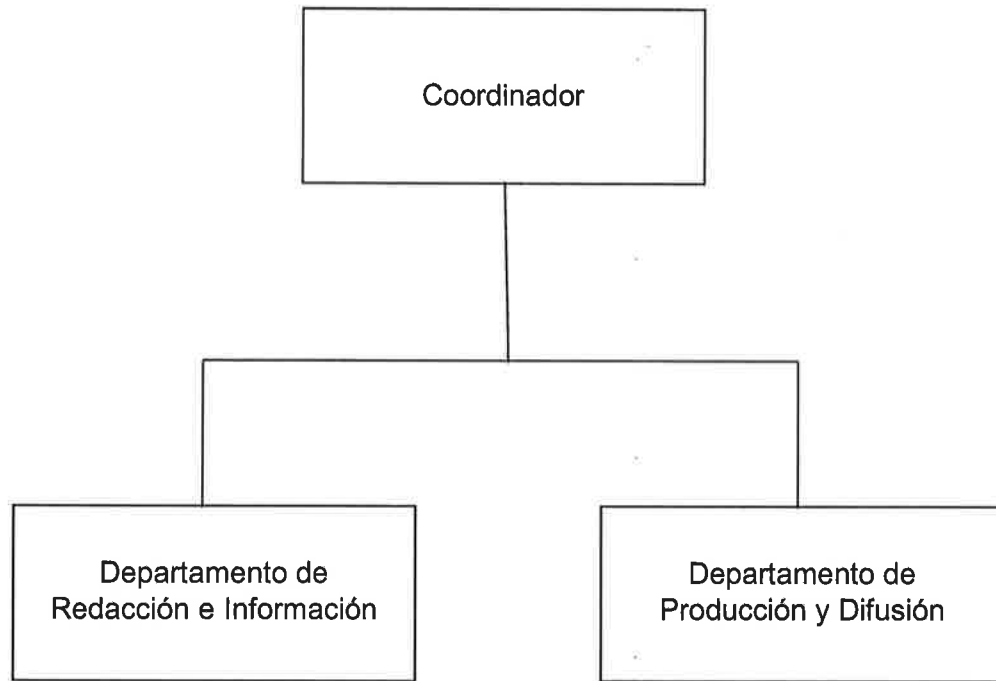 Coordinador
Departamento de
Redacción e Información
Departamento de
Producción y Difusión